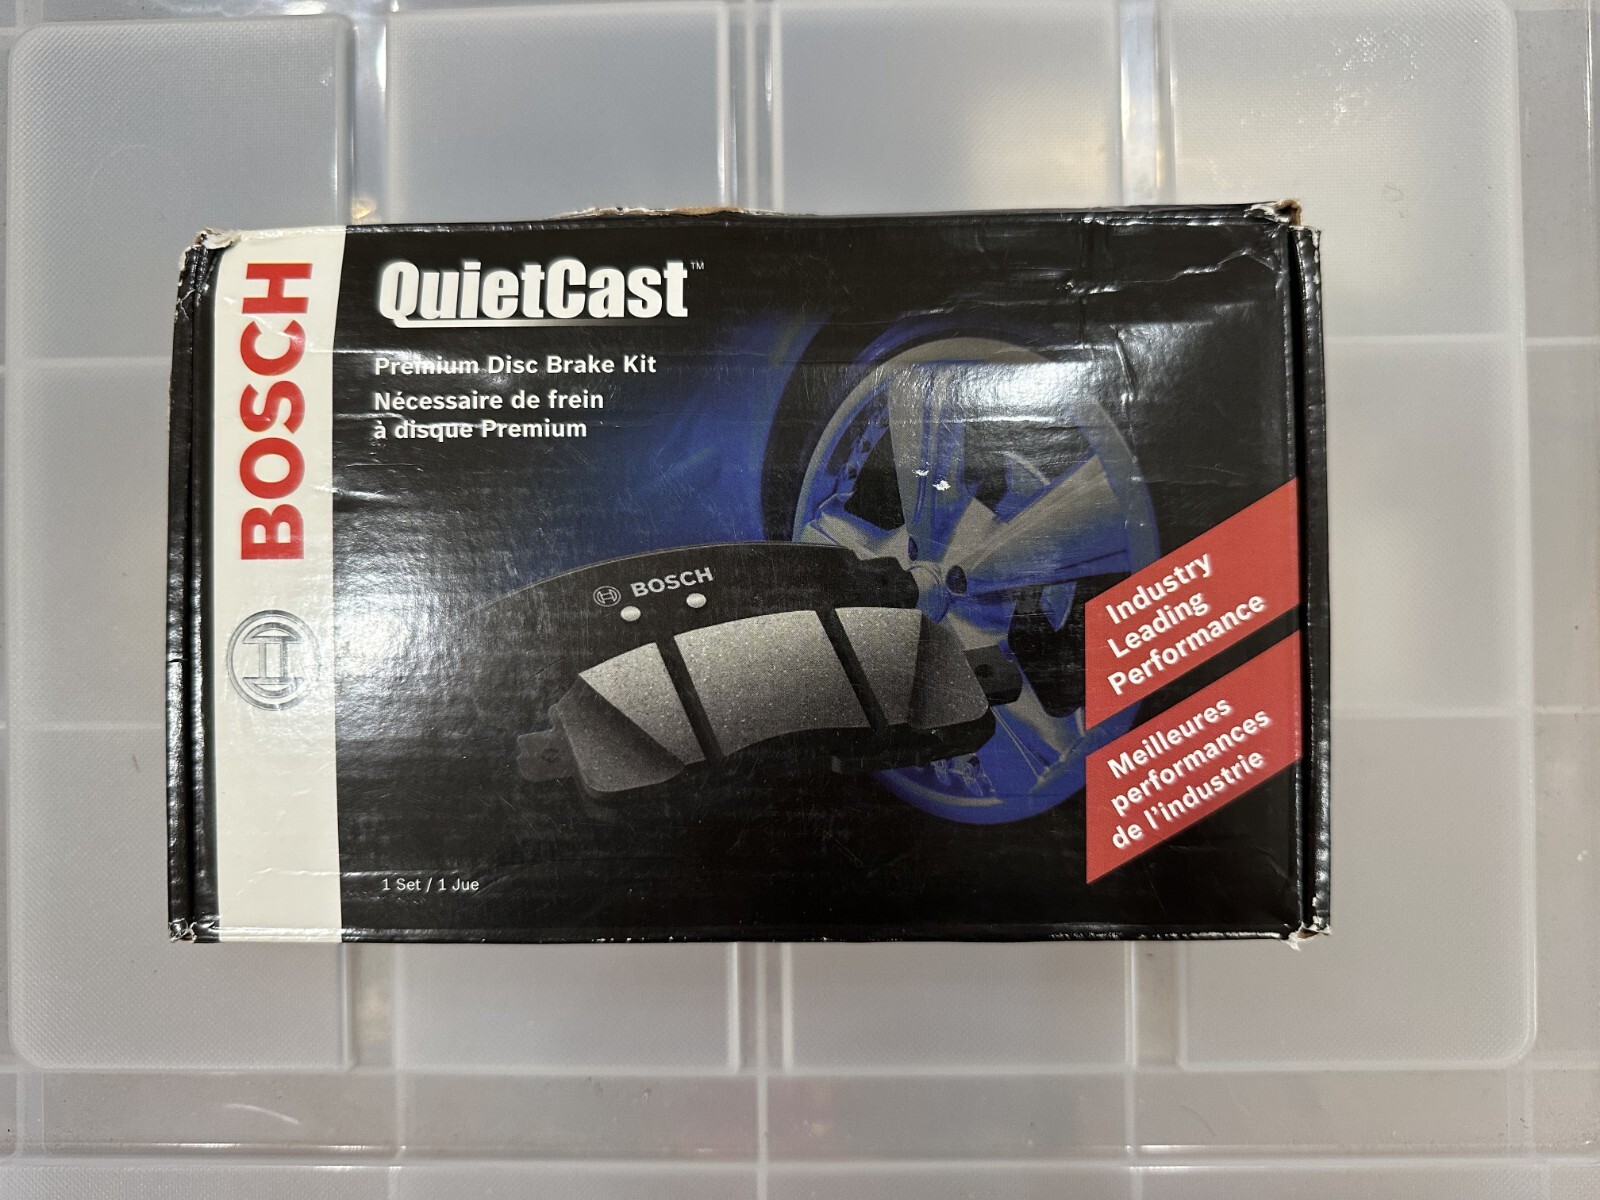 BOSCH
QuietCast™
Premium Disc Brake Kit
Nécessaire de frein
à disque Premium
BOSCH
Industry
Leading
Performance
Meilleures
performances
de l'industrie
1 Set / 1 Jue